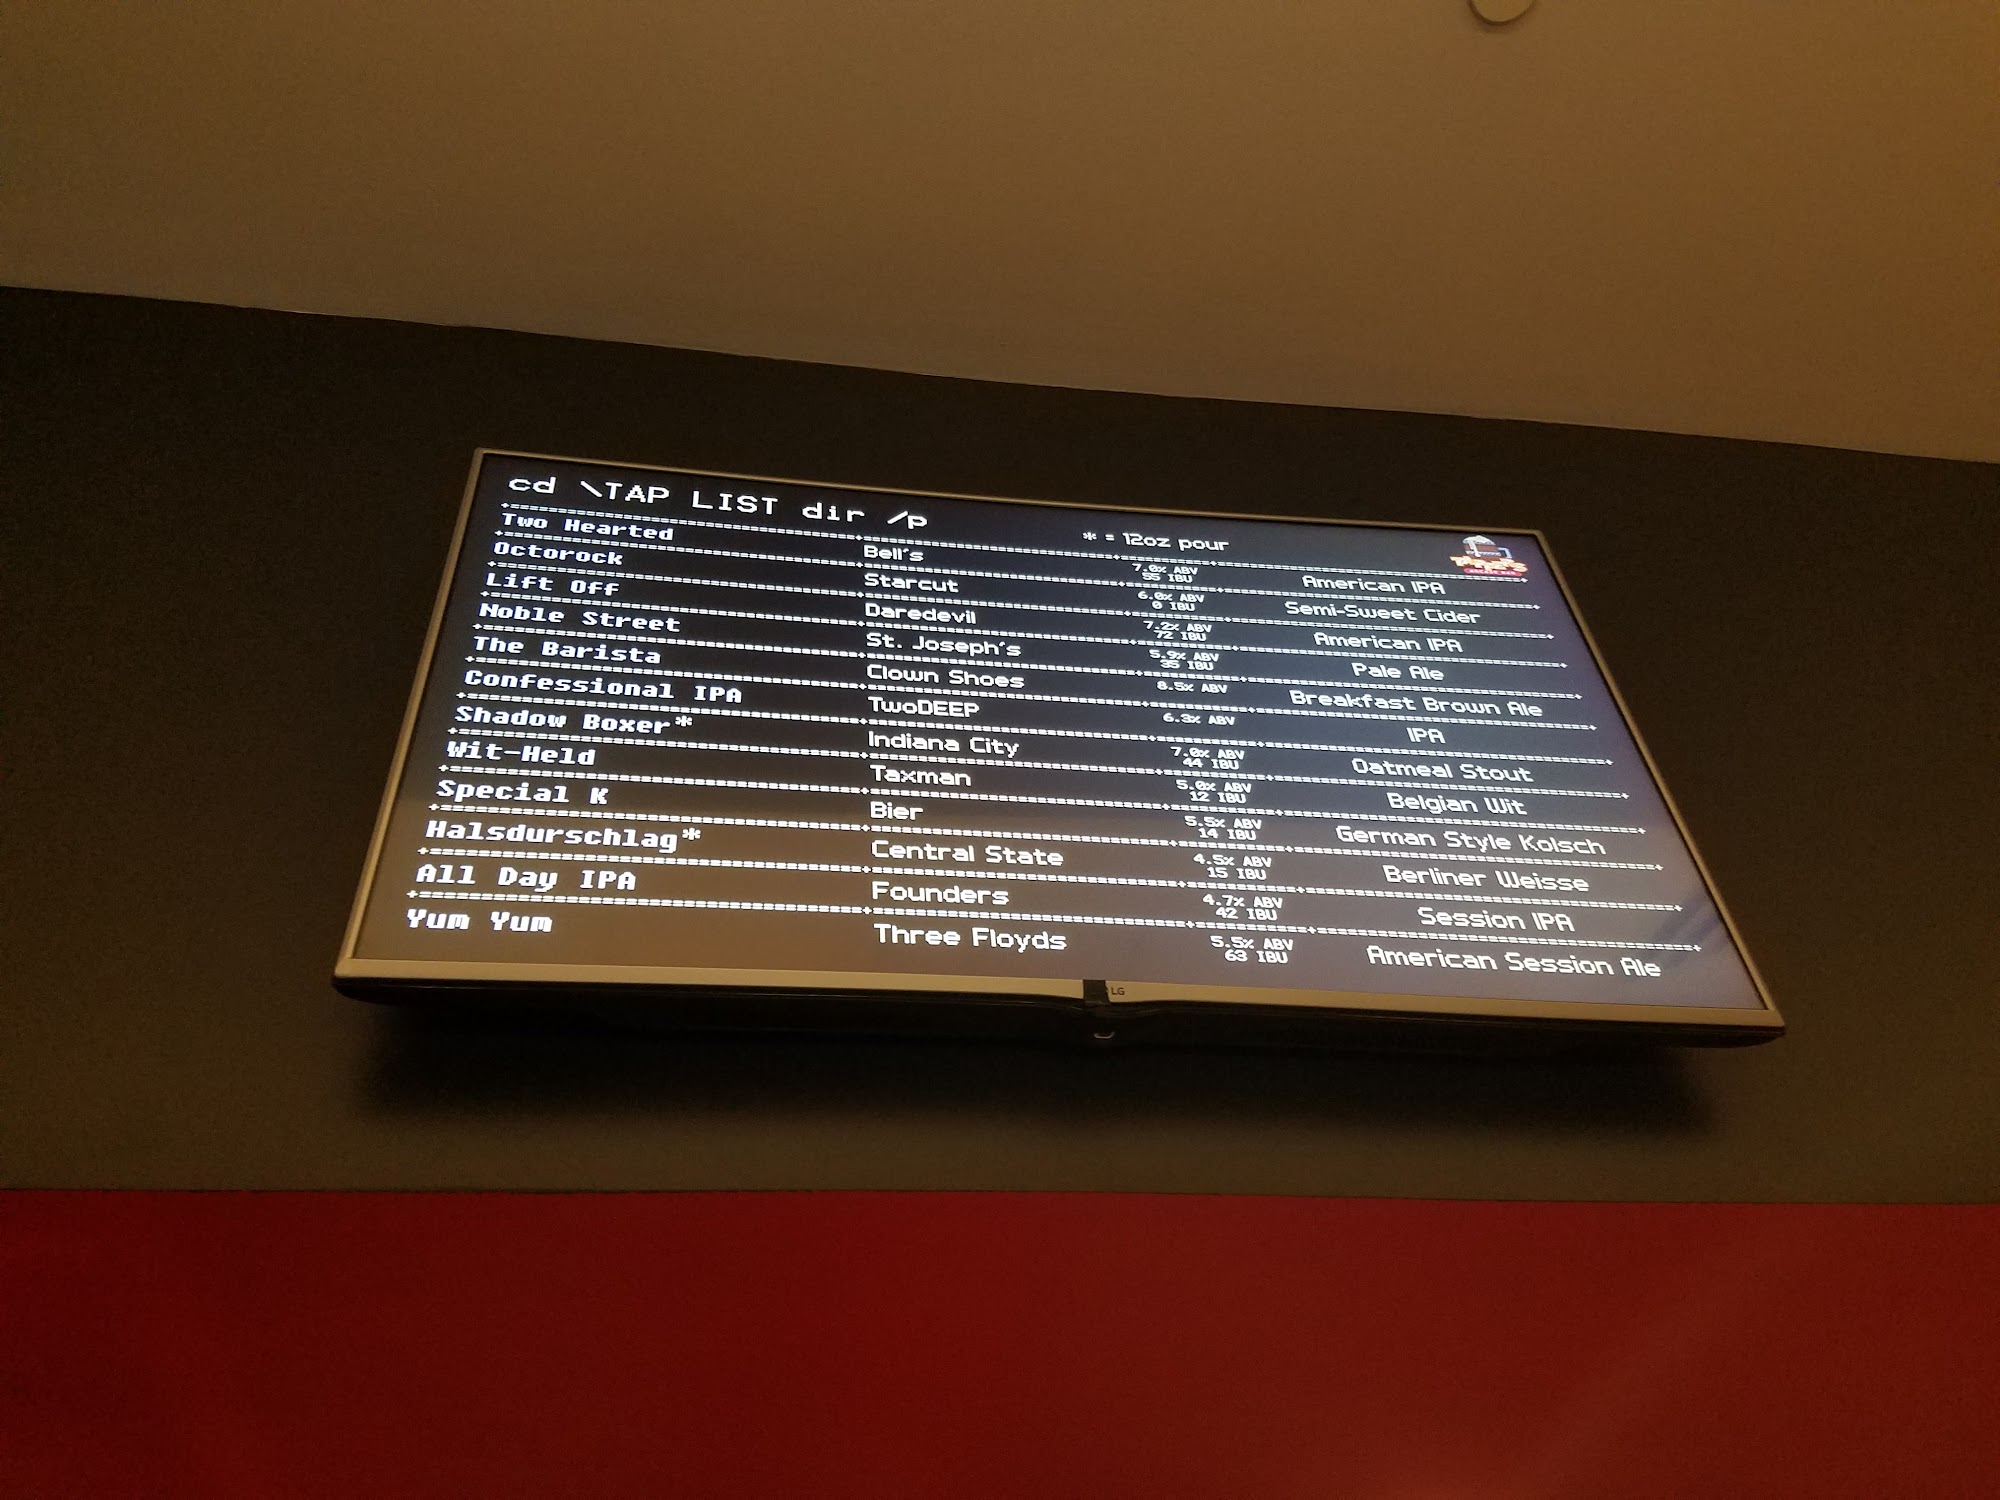 cd \TAP LIST dir /p
* = 12oz pour
Two Hearted Bell's 7.0% ABV 55 IBU American IPA
Octorock Starcut 6.0% ABV 0 IBU Semi-Sweet Cider
Lift Off Daredevil 7.2% ABV 72 IBU American IPA
Noble Street St. Joseph's 5.9% ABV 35 IBU Pale Ale
The Barista Clown Shoes 8.5% ABV Breakfast Brown Ale
Confessional IPA TwoDEEP 6.3% ABV IPA
Shadow Boxer* Indiana City 7.0% ABV 44 IBU Oatmeal Stout
Wit-Held Taxman 5.0% ABV 12 IBU Belgian Wit
Special K Bier 5.5% ABV 14 IBU German Style Kolsch
Halsdurschlag* Central State 4.5% ABV 15 IBU Berliner Weisse
All Day IPA Founders 4.7% ABV 42 IBU Session IPA
Yum Yum Three Floyds 5.5% ABV 63 IBU American Session Ale
LG